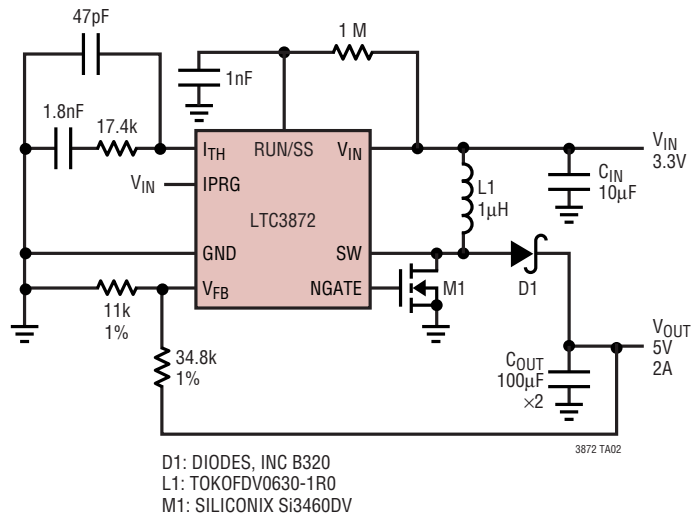 47pF
1 M
1nF
1.8nF
17.4k
ITH
RUN/SS
VIN
VIN
3.3V
CIN
10µF
L1
1µH
VIN
IPRG
LTC3872
GND
SW
D1
VFB
NGATE
M1
11k
1%
34.8k
1%
VOUT
5V
2A
COUT
100µF
×2
3872 TA02
D1: DIODES, INC B320
L1: TOKOFDV0630-1R0
M1: SILICONIX Si3460DV